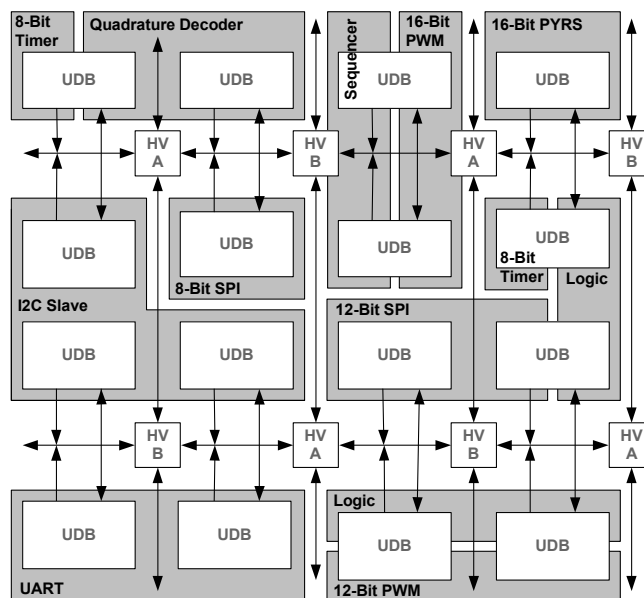 8-Bit
Timer
Quadrature Decoder
Sequencer
16-Bit
PWM
16-Bit PYRS
UDB
UDB
UDB
UDB
HV
A
HV
B
HV
A
HV
B
UDB
UDB
UDB
UDB
8-Bit
Timer
Logic
8-Bit SPI
I2C Slave
12-Bit SPI
UDB
UDB
UDB
UDB
HV
B
HV
A
HV
B
HV
A
Logic
UDB
UDB
UDB
UDB
UART
12-Bit PWM